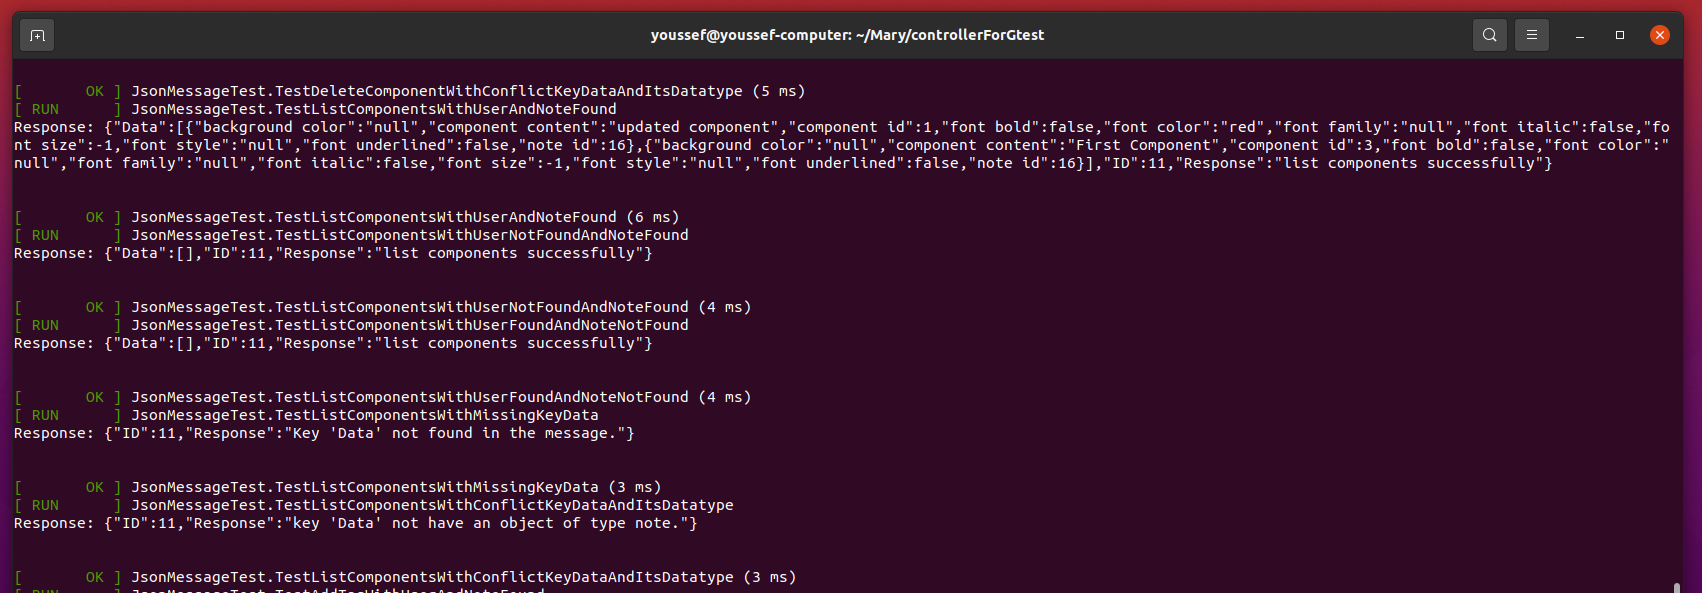 youssef@youssef-computer: ~/Mary/controllerForGtest
[       OK ] JsonMessageTest.TestDeleteComponentWithConflictKeyDataAndItsDatatype (5 ms)
[ RUN      ] JsonMessageTest.TestListComponentsWithUserAndNoteFound
Response: {"Data":[{"background color":"null","component content":"updated component","component id":1,"font bold":false,"font color":"red","font family":"null","font italic":false,"fo
nt size":-1,"font style":"null","font underlined":false,"note id":16},{"background color":"null","component content":"First Component","component id":3,"font bold":false,"font color":"
null","font family":"null","font italic":false,"font size":-1,"font style":"null","font underlined":false,"note id":16}],"ID":11,"Response":"list components successfully"}
[       OK ] JsonMessageTest.TestListComponentsWithUserAndNoteFound (6 ms)
[ RUN      ] JsonMessageTest.TestListComponentsWithUserNotFoundAndNoteFound
Response: {"Data":[],"ID":11,"Response":"list components successfully"}
[       OK ] JsonMessageTest.TestListComponentsWithUserNotFoundAndNoteFound (4 ms)
[ RUN      ] JsonMessageTest.TestListComponentsWithUserFoundAndNoteNotFound
Response: {"Data":[],"ID":11,"Response":"list components successfully"}
[       OK ] JsonMessageTest.TestListComponentsWithUserFoundAndNoteNotFound (4 ms)
[ RUN      ] JsonMessageTest.TestListComponentsWithMissingKeyData
Response: {"ID":11,"Response":"Key 'Data' not found in the message."}
[       OK ] JsonMessageTest.TestListComponentsWithMissingKeyData (3 ms)
[ RUN      ] JsonMessageTest.TestListComponentsWithConflictKeyDataAndItsDatatype
Response: {"ID":11,"Response":"key 'Data' not have an object of type note."}
[       OK ] JsonMessageTest.TestListComponentsWithConflictKeyDataAndItsDatatype (3 ms)
[ RUN      ] JsonMessageTest.TestAddTagWithUserAndNoteFound